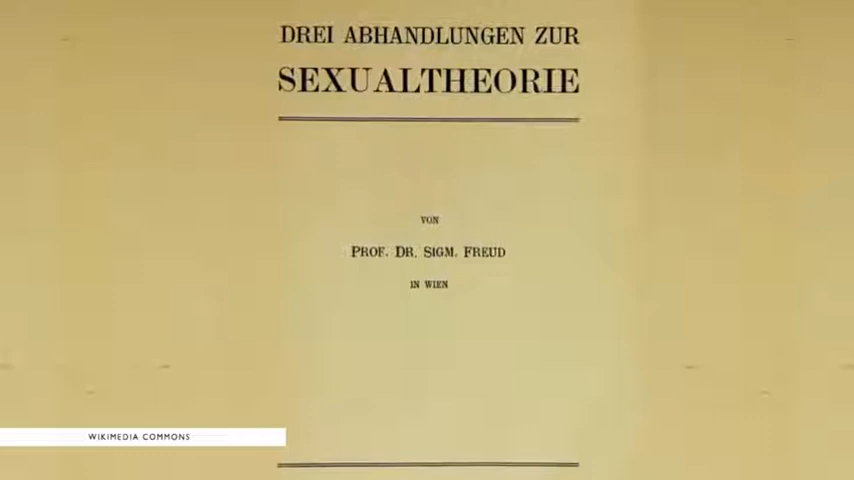 DREI ABHANDLUNGEN ZUR
SEXUALTHEORIE
VON
PROF. DR. SIGM. FREUD
IN WIEN
WIKIMEDIA COMMONS